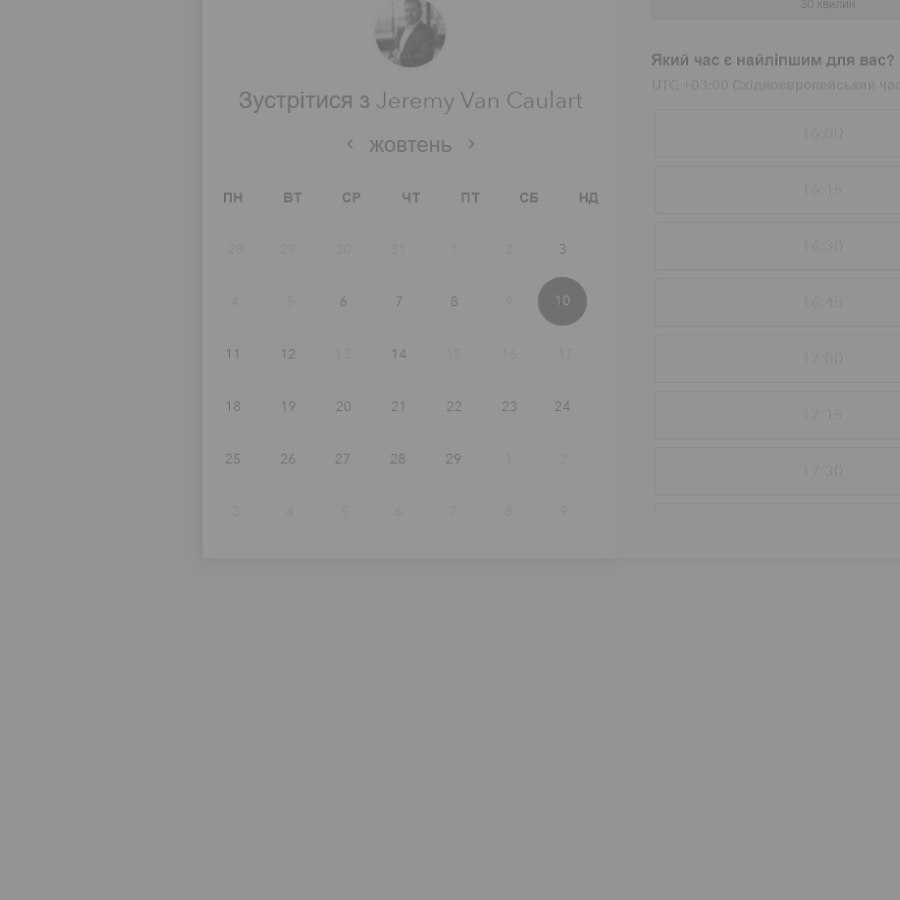 Зустрітися з Jeremy Van Caulart
‹ жовтень ›
ПН ВТ СР ЧТ ПТ СБ НД
28 29 30 31 1 2 3
4 5 6 7 8 9 10
11 12 13 14 15 16 17
18 19 20 21 22 23 24
25 26 27 28 29 1 2
3 4 5 6 7 8 9
30 хвилин
Який час є найліпшим для вас?
UTC +03:00 Східноєвропейський час
16:00
16:15
16:30
16:45
17:00
17:15
17:30